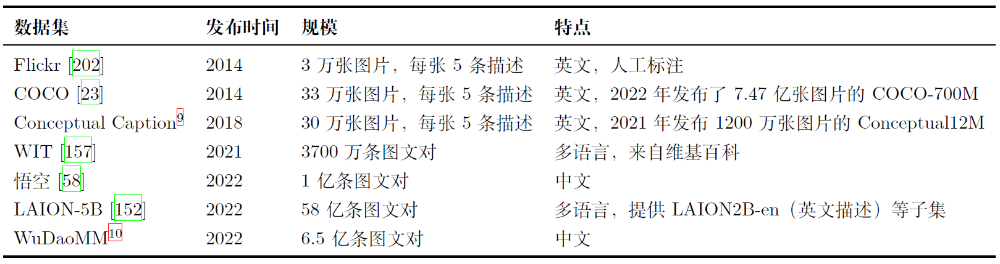 数据集 发布时间 规模 特点
Flickr [202] 2014 3 万张图片，每张 5 条描述 英文，人工标注
COCO [23] 2014 33 万张图片，每张 5 条描述 英文，2022 年发布了 7.47 亿张图片的 COCO-700M
Conceptual Caption9 2018 30 万张图片，每张 5 条描述 英文，2021 年发布 1200 万张图片的 Conceptual12M
WIT [157] 2021 3700 万条图文对 多语言，来自维基百科
悟空 [58] 2022 1 亿条图文对 中文
LAION-5B [152] 2022 58 亿条图文对 多语言，提供 LAION2B-en（英文描述）等子集
WuDaoMM10 2022 6.5 亿条图文对 中文